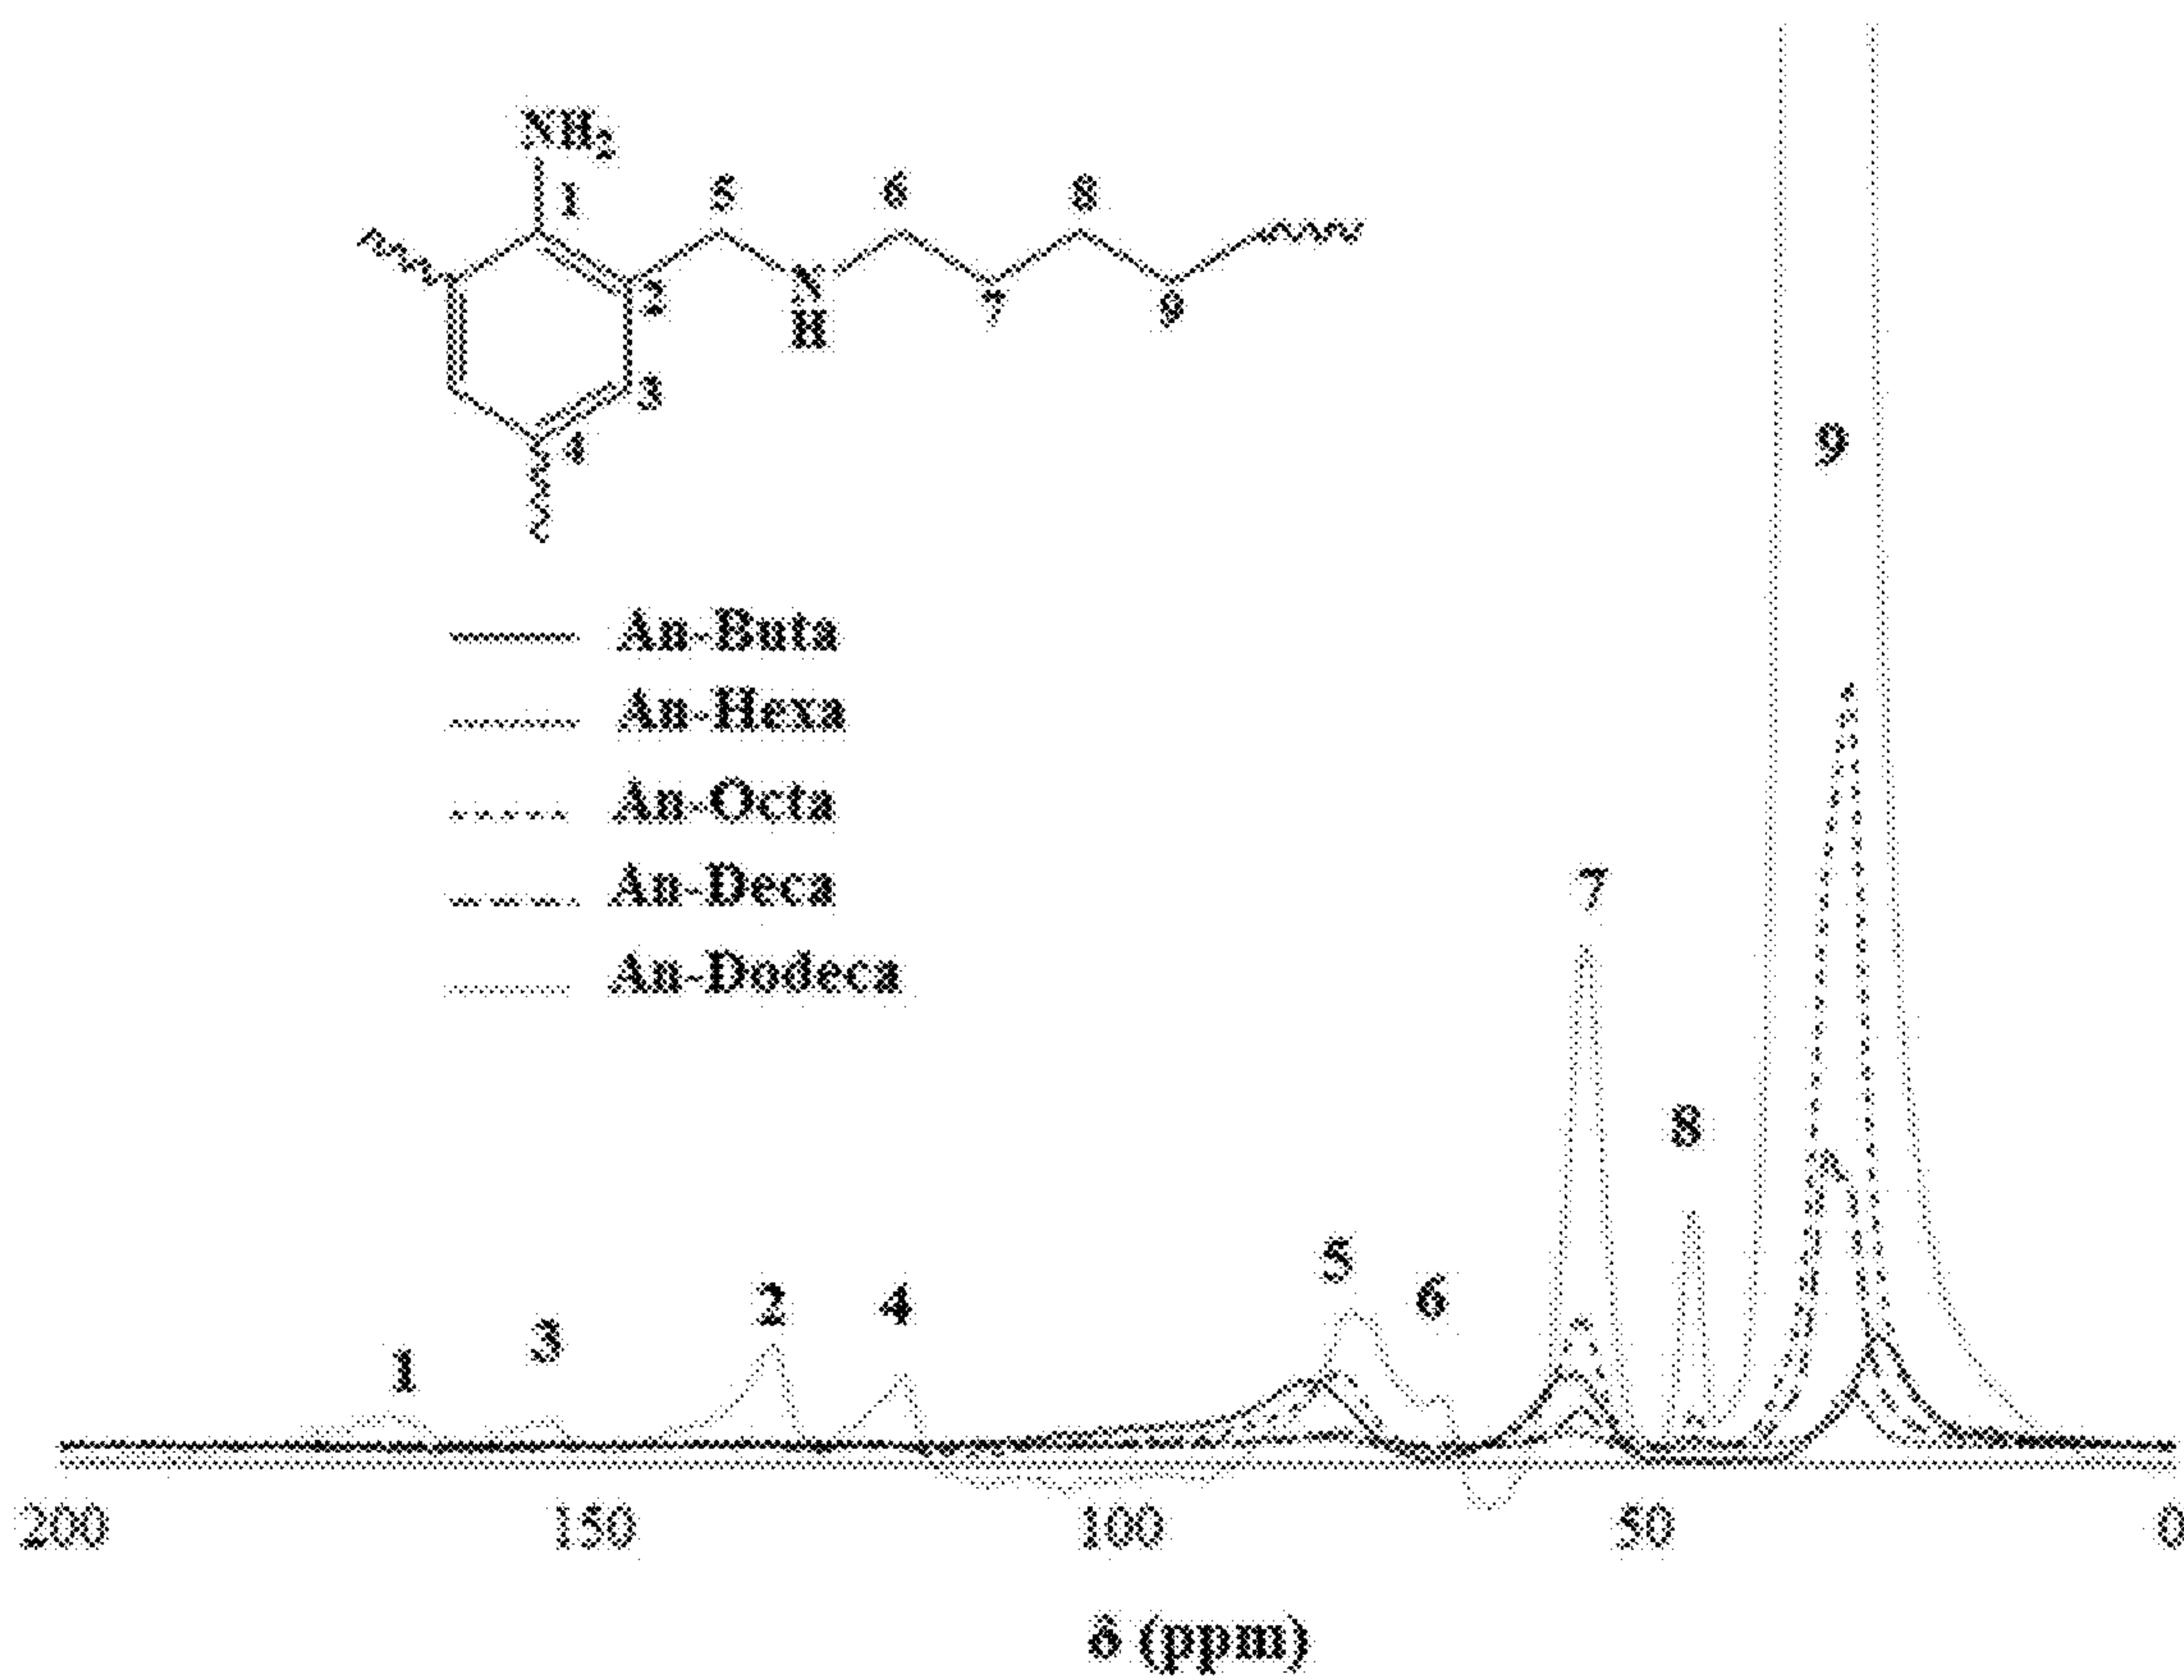 NH2
1
5
6
8
2
N
H
7
9
3
4
An-Buta
An-Hexa
An-Octa
An-Deca
An-Dodeca
9
7
8
5
6
2
4
3
1
200 150 100 50 0
δ (ppm)